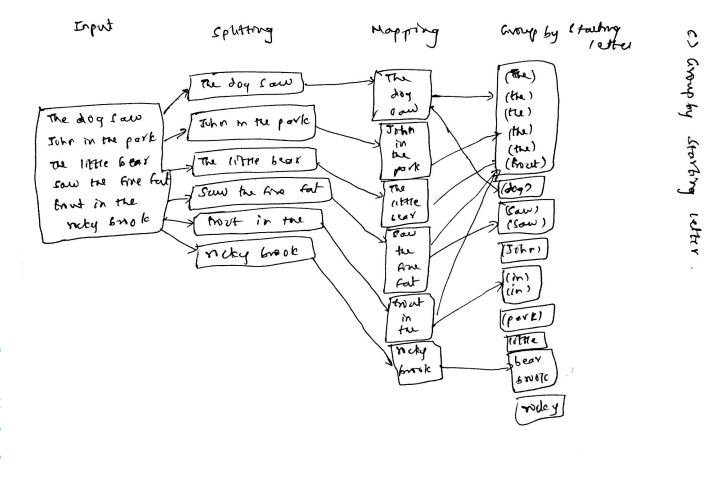 Input
Splitting
Mapping
Group by starting
letter
The dog saw
John in the park
The little bear
Saw the fine fat
trout in the
rocky brook
The dog saw
John in the park
The little bear
Saw the fine fat
trout in the
rocky brook
The
dog
saw
John
in
the
park
The
little
bear
Saw
the
fine
fat
trout
in
the
rocky
brook
(the)
(the)
(the)
(the)
(the)
(trout)
(dog)
(saw)
(saw)
(John)
(in)
(in)
(park)
little
bear
brook
rocky
c) Group by starting letter.